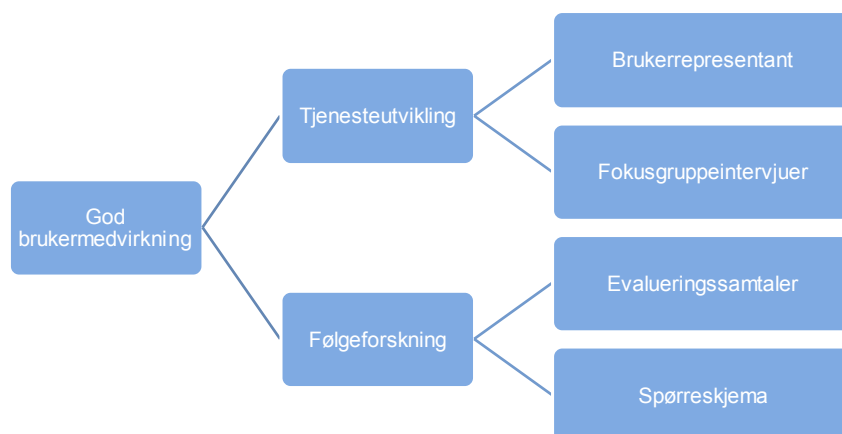 God
brukermedvirkning
Tjenesteutvikling
Brukerrepresentant
Fokusgruppeintervjuer
Følgeforskning
Evalueringssamtaler
Spørreskjema